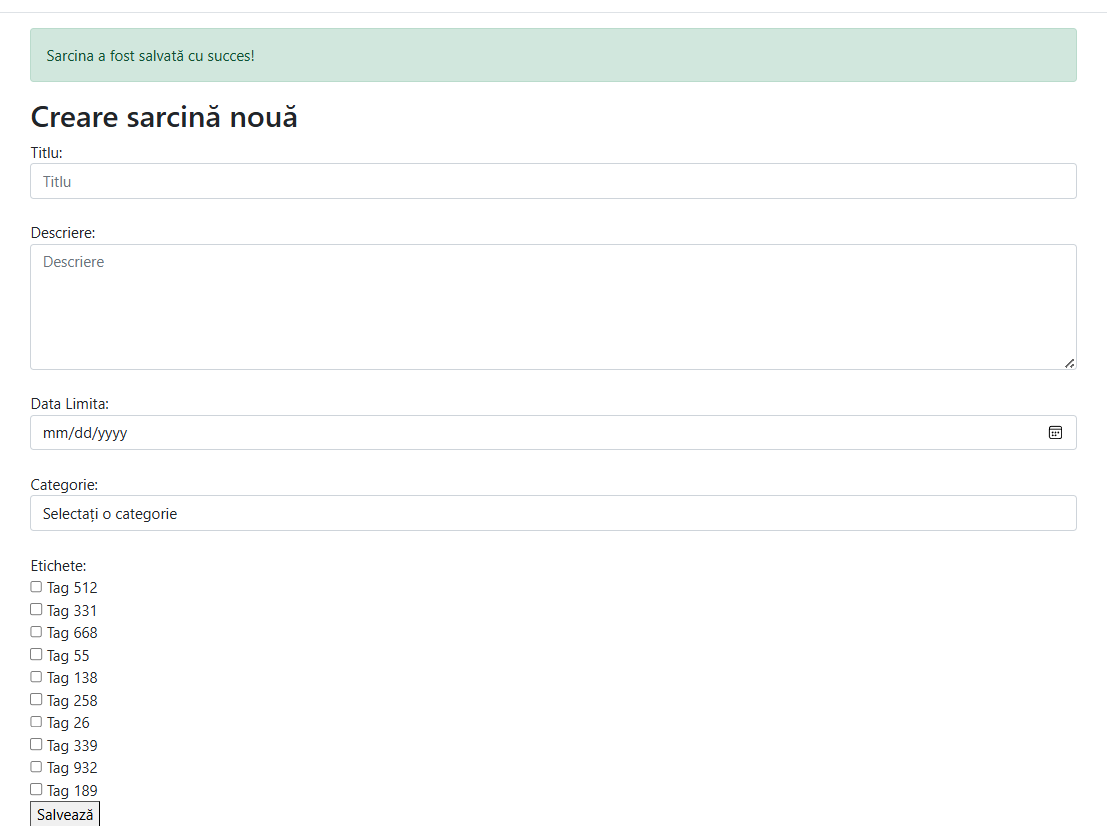 Sarcina a fost salvată cu succes!
Creare sarcină nouă
Titlu:
Titlu
Descriere:
Descriere
Data Limita:
mm/dd/yyyy
Categorie:
Selectați o categorie
Etichete:
Tag 512
Tag 331
Tag 668
Tag 55
Tag 138
Tag 258
Tag 26
Tag 339
Tag 932
Tag 189
Salvează